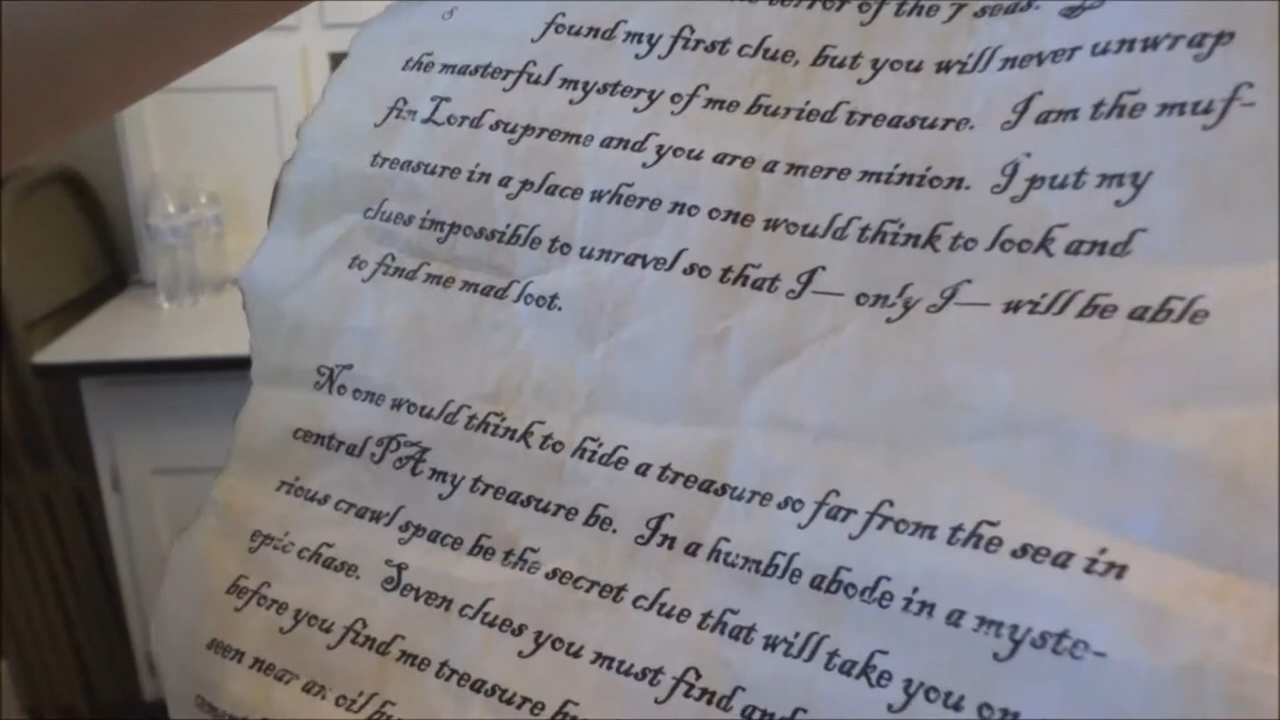 terror of the 7 seas.
found my first clue, but you will never unwrap
the masterful mystery of me buried treasure. I am the muf-
fin Lord supreme and you are a mere minion. I put my
treasure in a place where no one would think to look and
clues impossible to unravel so that I— only I— will be able
to find me mad loot.
No one would think to hide a treasure so far from the sea in
central PA my treasure be. In a humble abode in a myste-
rious crawl space be the secret clue that will take you on
epic chase. Seven clues you must find and
before you find me treasure
seen near an oil